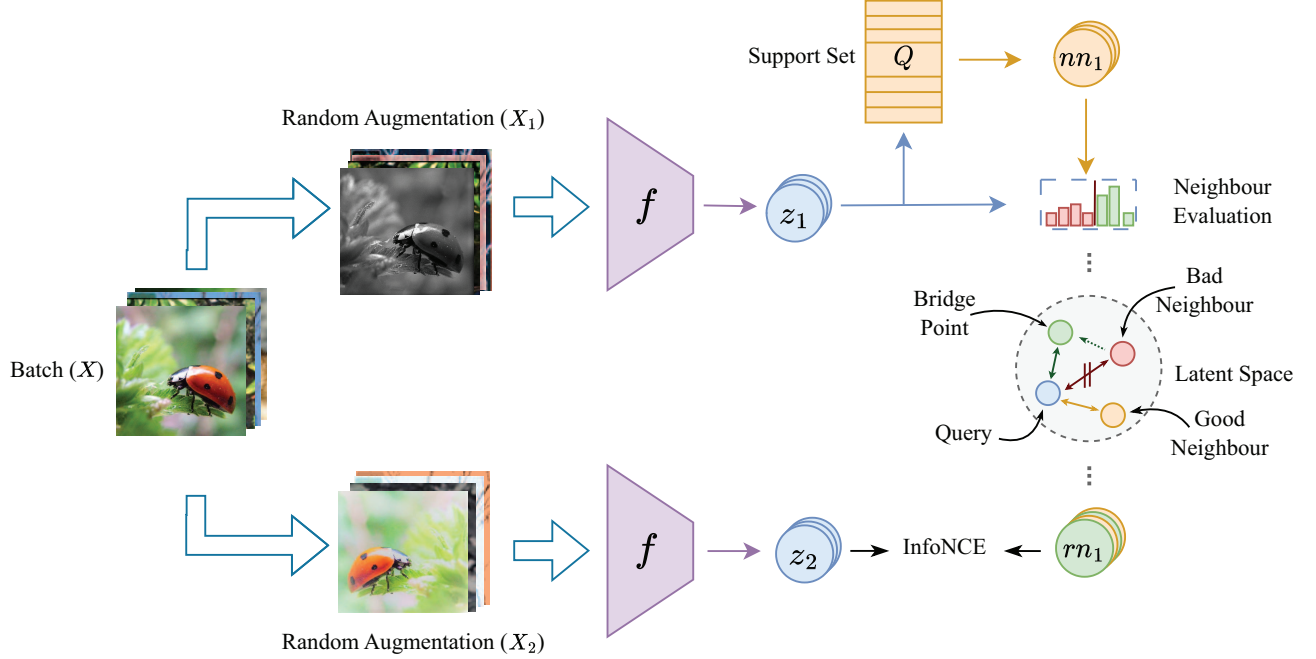 Support Set
Q
nn₁
Random Augmentation (X₁)
f
z₁
Neighbour
Evaluation
Bridge
Point
Bad
Neighbour
Batch (X)
Latent Space
Query
Good
Neighbour
f
z₂
InfoNCE
rn₁
Random Augmentation (X₂)